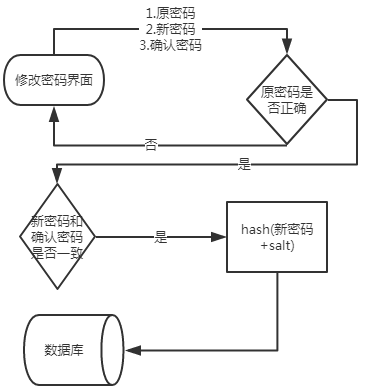 1.原密码
2.新密码
3.确认密码
修改密码界面
原密码是
否正确
否
是
新密码和
确认密码
是否一致
是
hash(新密码
+salt)
数据库